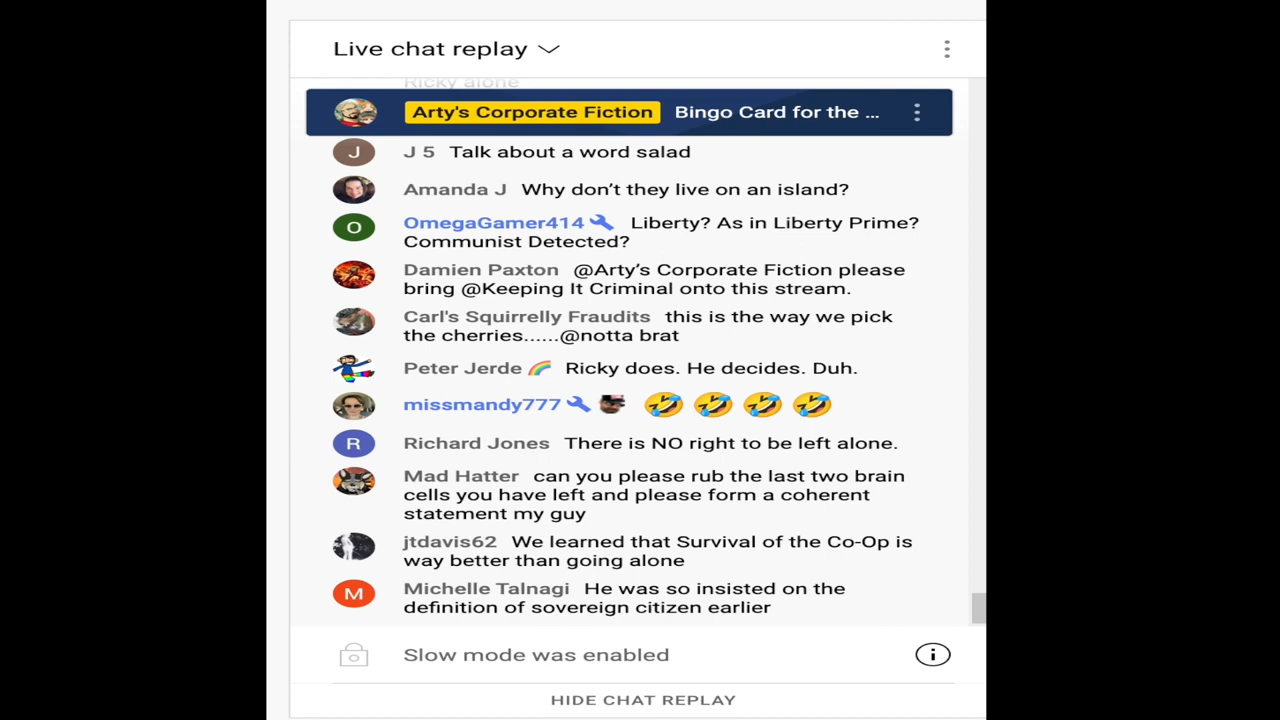 Live chat replay
Ricky alone
Arty's Corporate Fiction Bingo Card for the ...
J
J 5 Talk about a word salad
Amanda J Why don’t they live on an island?
O
OmegaGamer414 Liberty? As in Liberty Prime?
Communist Detected?
Damien Paxton @Arty’s Corporate Fiction please
bring @Keeping It Criminal onto this stream.
Carl's Squirrelly Fraudits this is the way we pick
the cherries......@notta brat
Peter Jerde 🌈 Ricky does. He decides. Duh.
missmandy777 🤣 🤣 🤣 🤣
R
Richard Jones There is NO right to be left alone.
Mad Hatter can you please rub the last two brain
cells you have left and please form a coherent
statement my guy
jtdavis62 We learned that Survival of the Co-Op is
way better than going alone
M
Michelle Talnagi He was so insisted on the
definition of sovereign citizen earlier
Slow mode was enabled
HIDE CHAT REPLAY